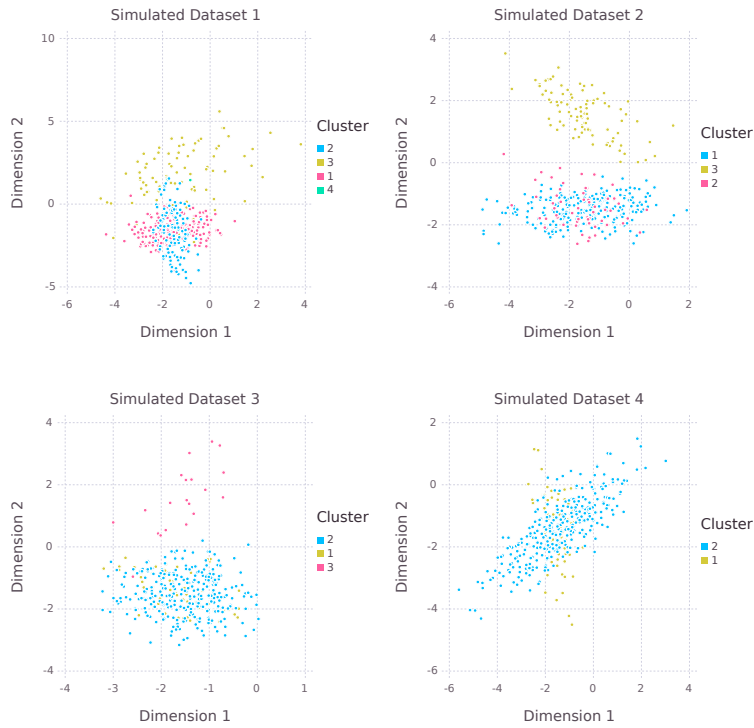 Simulated Dataset 1
10
5
0
-5
Dimension 2
-6 -4 -2 0 2 4
Dimension 1
Cluster
2
3
1
4
Simulated Dataset 2
4
2
0
-2
-4
Dimension 2
-6 -4 -2 0 2
Dimension 1
Cluster
1
3
2
Simulated Dataset 3
4
2
0
-2
-4
Dimension 2
-4 -3 -2 -1 0 1
Dimension 1
Cluster
2
1
3
Simulated Dataset 4
2
0
-2
-4
-6
Dimension 2
-6 -4 -2 0 2 4
Dimension 1
Cluster
2
1